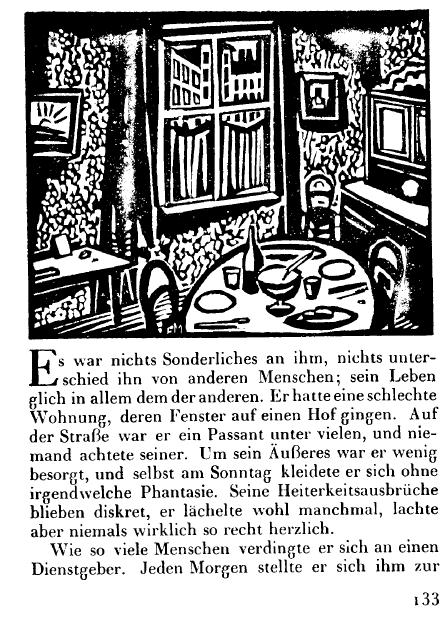 Es war nichts Sonderliches an ihm, nichts unter-
schied ihn von anderen Menschen; sein Leben
glich in allem dem der anderen. Er hatte eine schlechte
Wohnung, deren Fenster auf einen Hof gingen. Auf
der Straße war er ein Passant unter vielen, und nie-
mand achtete seiner. Um sein Äußeres war er wenig
besorgt, und selbst am Sonntag kleidete er sich ohne
irgendwelche Phantasie. Seine Heiterkeitsausbrüche
blieben diskret, er lächelte wohl manchmal, lachte
aber niemals wirklich so recht herzlich.
Wie so viele Menschen verdingte er sich an einen
Dienstgeber. Jeden Morgen stellte er sich ihm zur
133